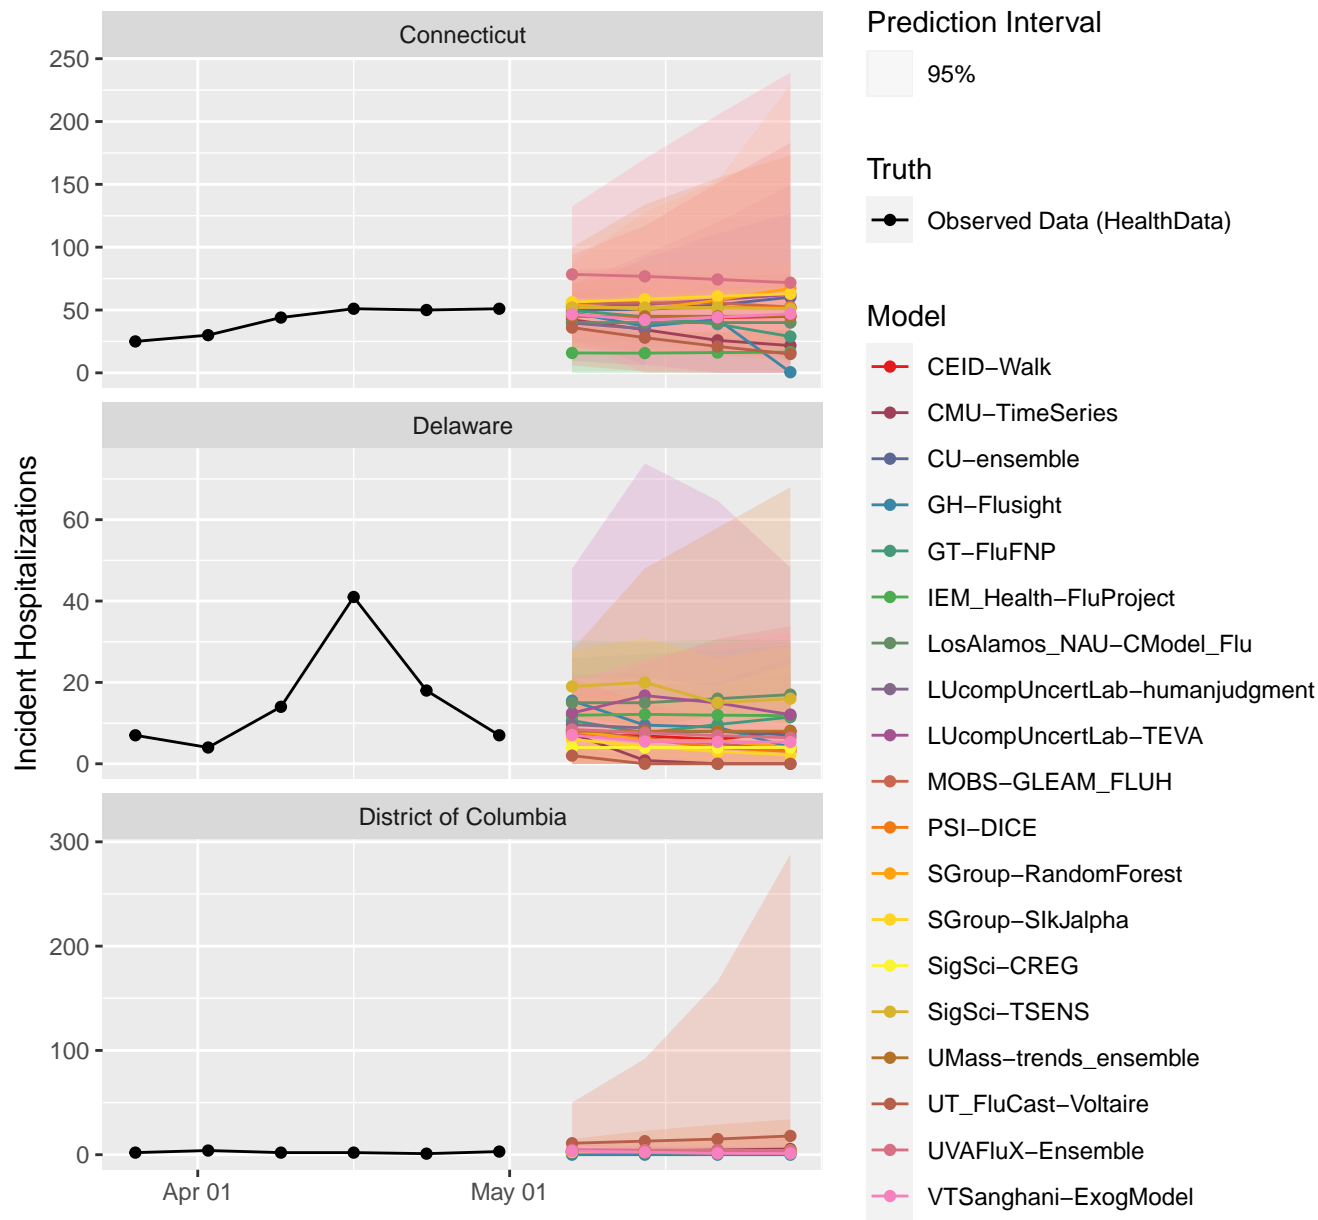 Connecticut
250
200
150
100
50
0
Delaware
60
40
20
0
District of Columbia
300
200
100
0
Apr 01
May 01
Incident Hospitalizations
Prediction Interval
95%
Truth
Observed Data (HealthData)
Model
CEID−Walk
CMU−TimeSeries
CU−ensemble
GH−Flusight
GT−FluFNP
IEM_Health−FluProject
LosAlamos_NAU−CModel_Flu
LUcompUncertLab−humanjudgment
LUcompUncertLab−TEVA
MOBS−GLEAM_FLUH
PSI−DICE
SGroup−RandomForest
SGroup−SIkJalpha
SigSci−CREG
SigSci−TSENS
UMass−trends_ensemble
UT_FluCast−Voltaire
UVAFluX−Ensemble
VTSanghani−ExogModel